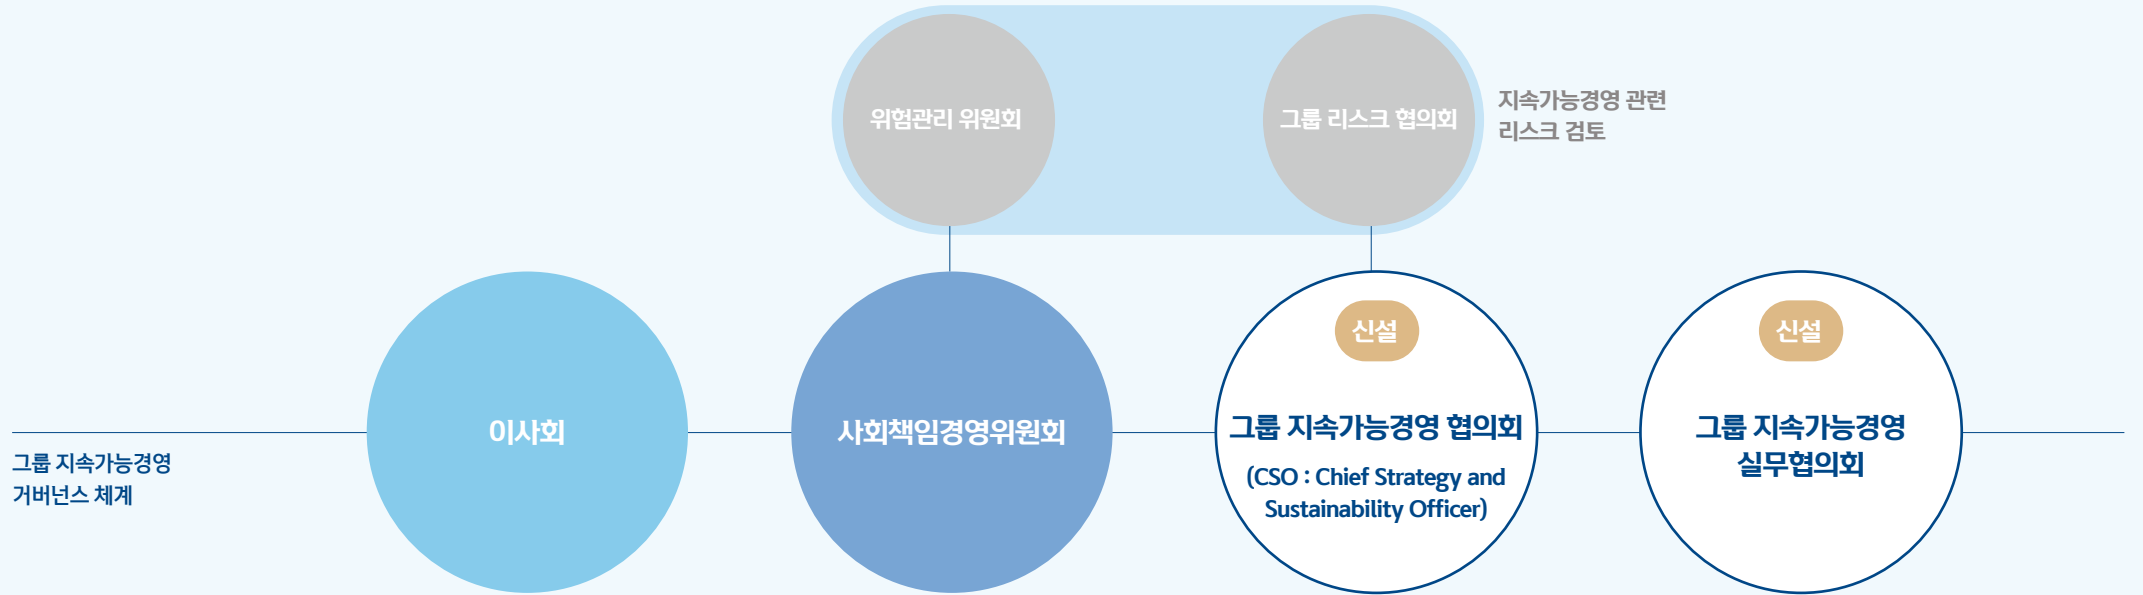 위험관리 위원회
그룹 리스크 협의회
지속가능경영 관련
리스크 검토
그룹 지속가능경영
거버넌스 체계
이사회
사회책임경영위원회
신설
그룹 지속가능경영 협의회
(CSO : Chief Strategy and
Sustainability Officer)
신설
그룹 지속가능경영
실무협의회